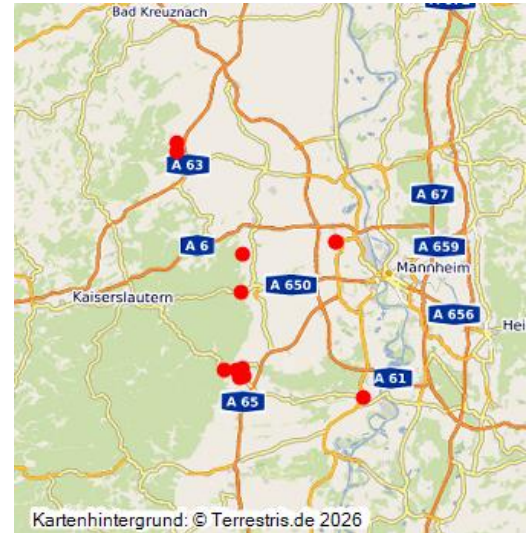 Bad Kreuznach
A 63
A 67
A 6
A 659
Mannheim
A 650
Kaiserslautern
A 656
Hei
A 61
A 65
Kartenhintergrund: © Terrestris.de 2026